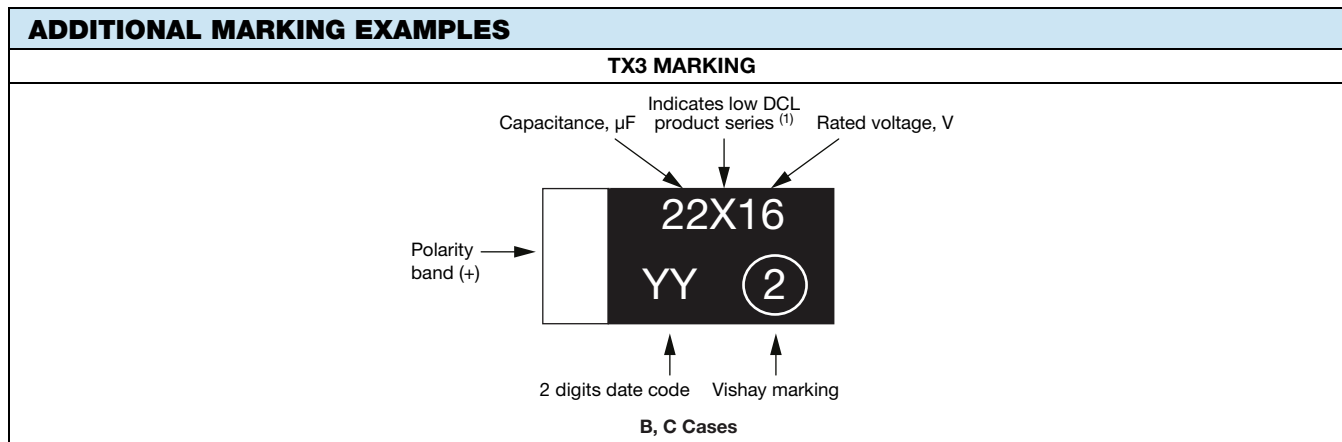 ADDITIONAL MARKING EXAMPLES
TX3 MARKING
Capacitance, µF
Indicates low DCL
product series (1)
Rated voltage, V
22X16
Polarity
band (+)
YY 2
2 digits date code
Vishay marking
B, C Cases